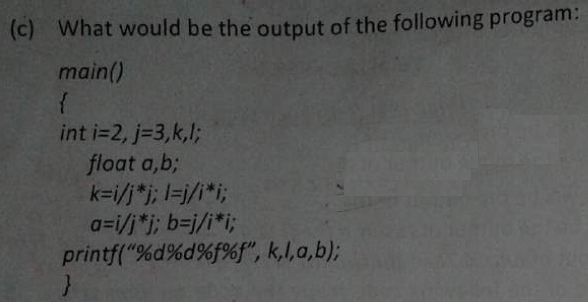 (c) What would be the output of the following program:
main()
{
int i=2, j=3,k,l;
float a,b;
k=i/j*j; l=j/i*i;
a=i/j*j; b=j/i*i;
printf("%d%d%f%f", k,l,a,b);
}